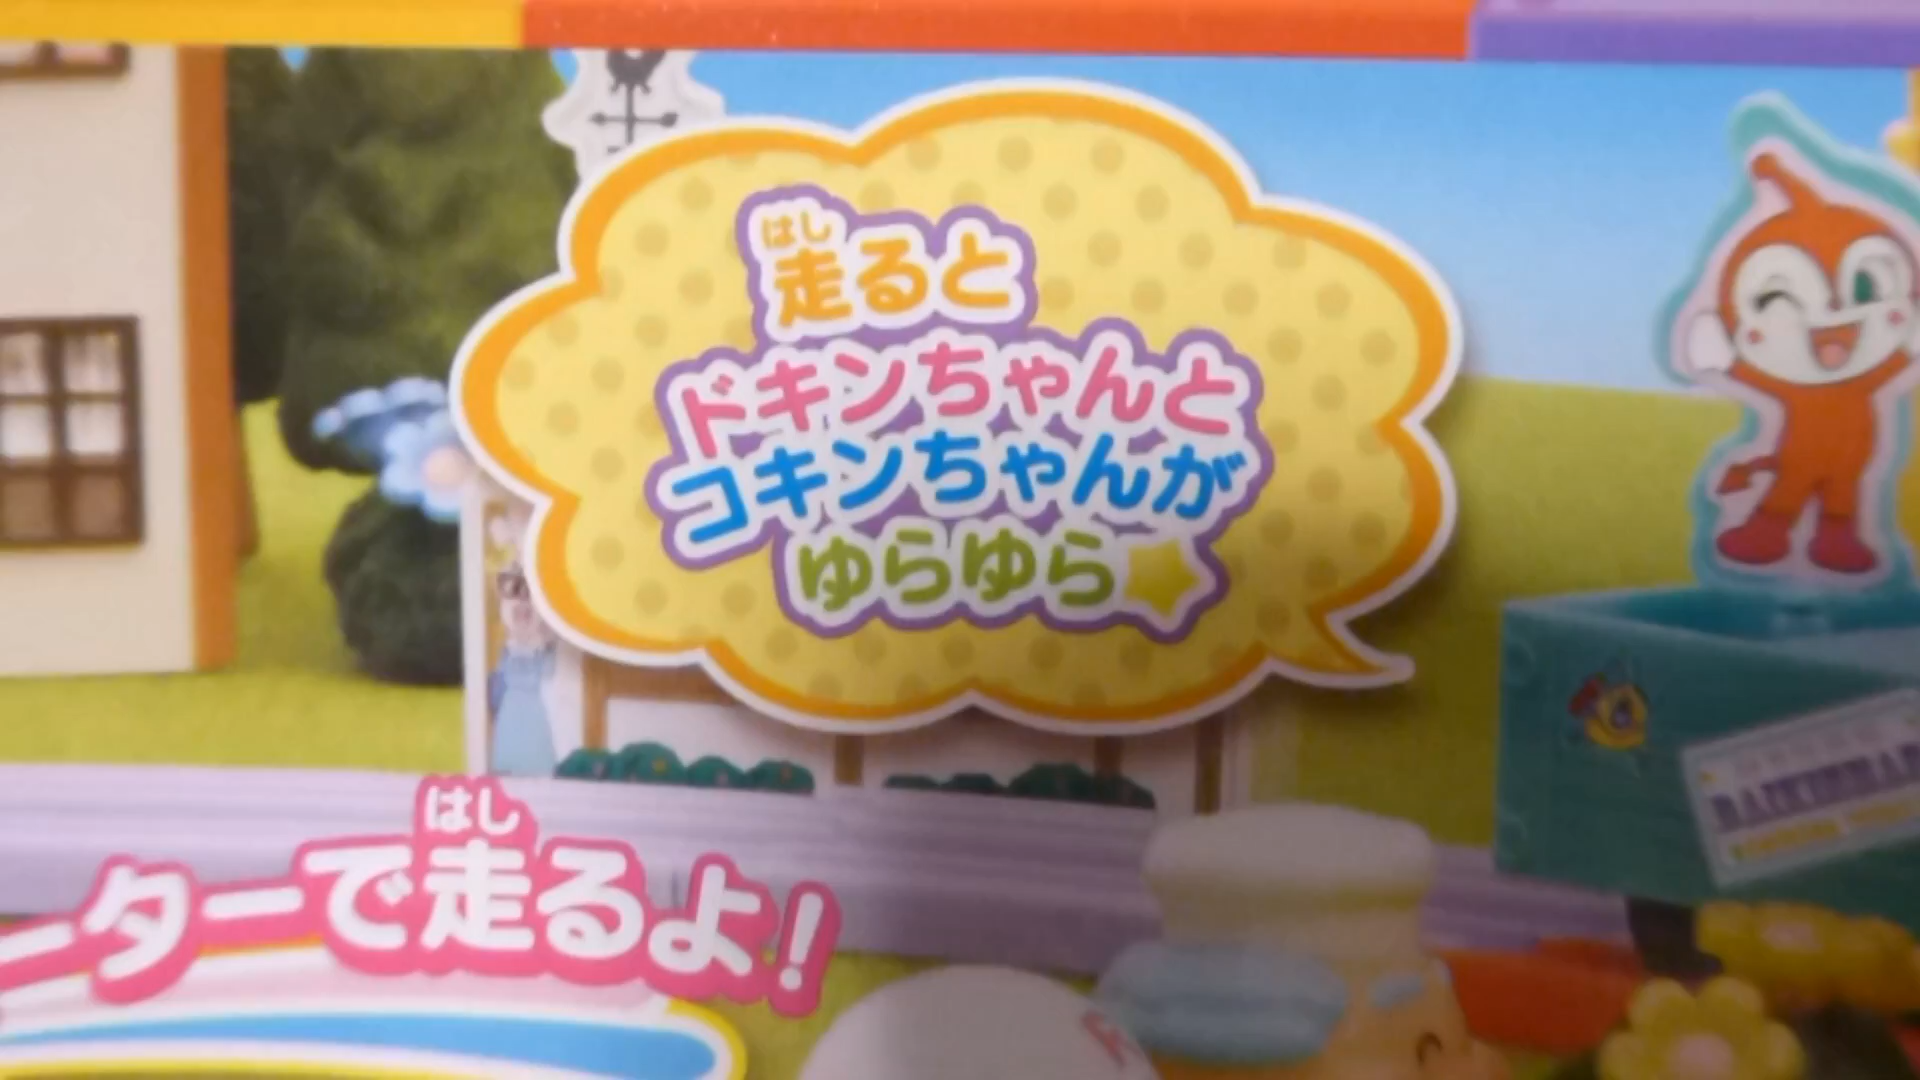 はし
走ると
ドキンちゃんと
コキンちゃんが
ゆらゆら
はし
ーターで走るよ!